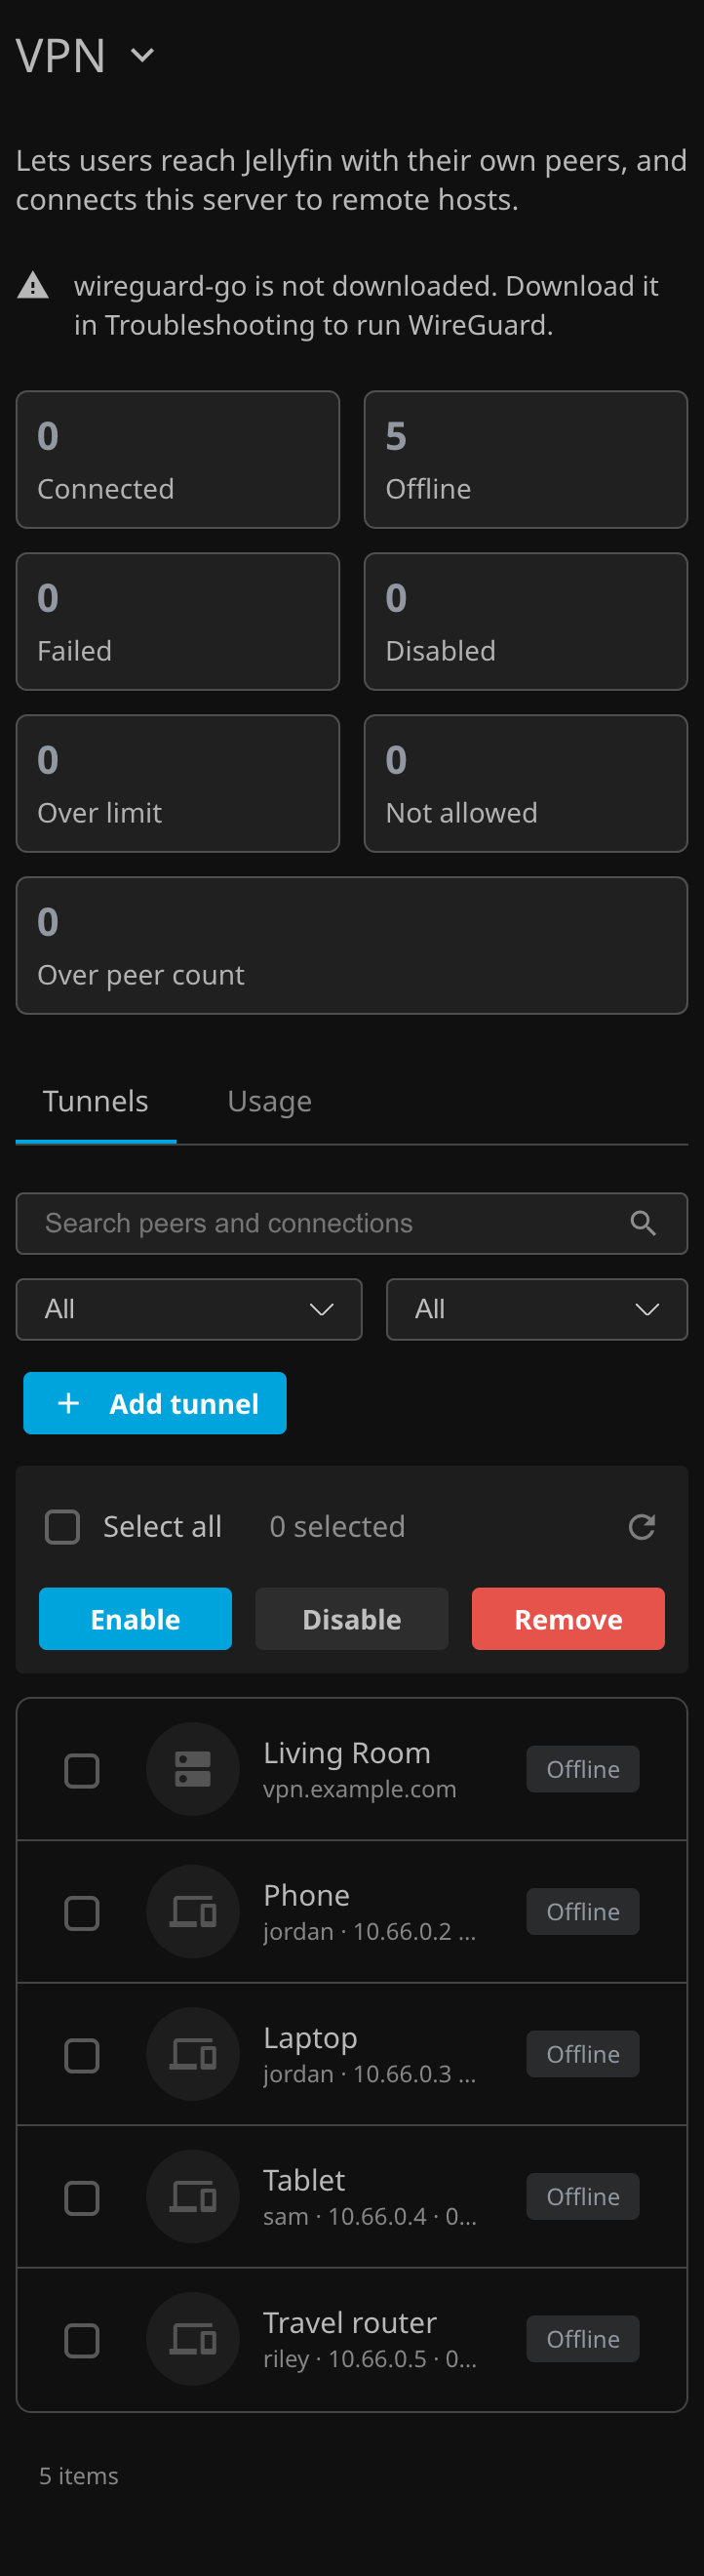 VPN
Lets users reach Jellyfin with their own peers, and
connects this server to remote hosts.
wireguard-go is not downloaded. Download it
in Troubleshooting to run WireGuard.
0
Connected
5
Offline
0
Failed
0
Disabled
0
Over limit
0
Not allowed
0
Over peer count
Tunnels
Usage
Search peers and connections
All
All
Add tunnel
Select all
0 selected
Enable
Disable
Remove
Living Room
vpn.example.com
Offline
Phone
jordan · 10.66.0.2 ...
Offline
Laptop
jordan · 10.66.0.3 ...
Offline
Tablet
sam · 10.66.0.4 · 0...
Offline
Travel router
riley · 10.66.0.5 · 0...
Offline
5 items